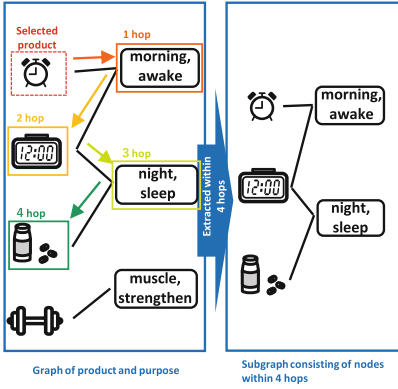 Selected
product
1 hop
morning,
awake
2 hop
12:00
3 hop
night,
sleep
4 hop
muscle,
strengthen
Graph of product and purpose
Extracted within
4 hops
morning,
awake
12:00
night,
sleep
Subgraph consisting of nodes
within 4 hops